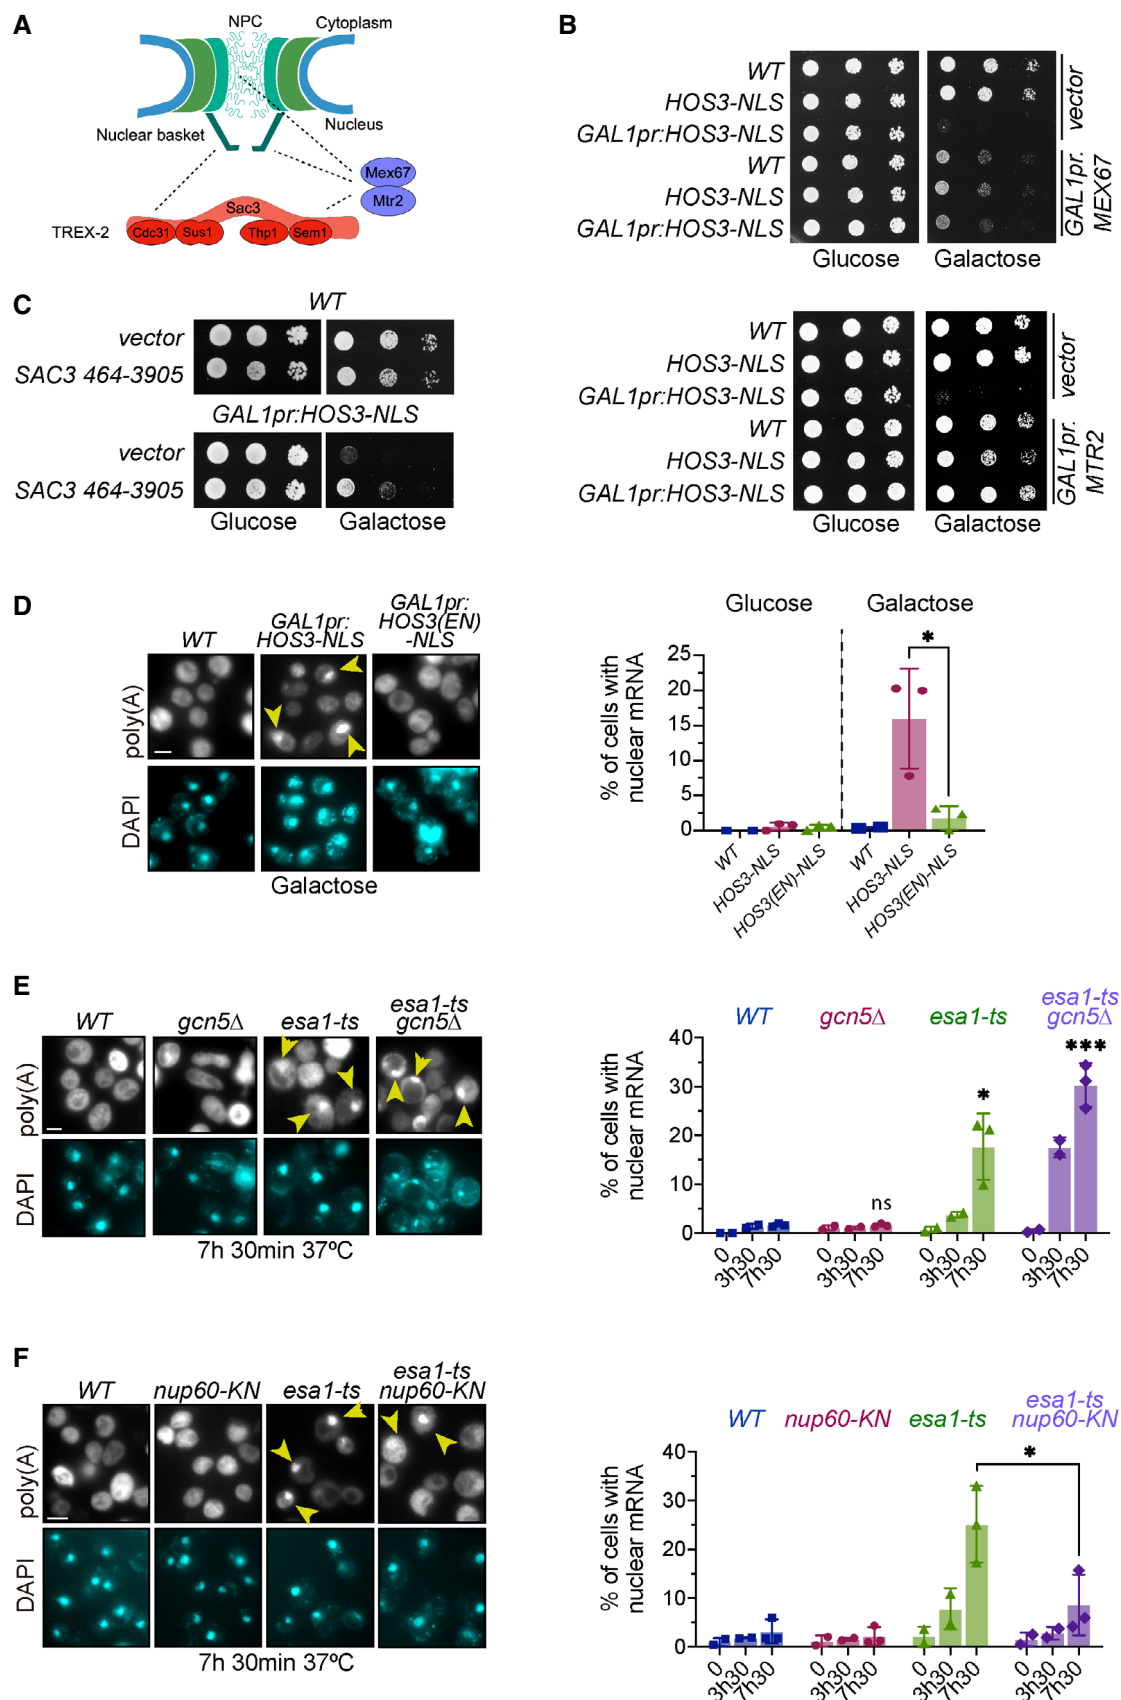 A
NPC
Cytoplasm
Nuclear basket
Nucleus
Mex67
Mtr2
Sac3
TREX-2
Cdc31
Sus1
Thp1
Sem1
B
WT
HOS3-NLS
GAL1pr:HOS3-NLS
WT
HOS3-NLS
GAL1pr:HOS3-NLS
vector
GAL1pr:
MEX67
Glucose
Galactose
WT
HOS3-NLS
GAL1pr:HOS3-NLS
WT
HOS3-NLS
GAL1pr:HOS3-NLS
vector
GAL1pr:
MTR2
Glucose
Galactose
C
WT
vector
SAC3 464-3905
GAL1pr:HOS3-NLS
vector
SAC3 464-3905
Glucose
Galactose
D
WT
GAL1pr:
HOS3-NLS
GAL1pr:
HOS3(EN)
-NLS
poly(A)
DAPI
Galactose
Glucose
Galactose
% of cells with
nuclear mRNA
25
20
15
10
5
0
*
WT
HOS3-NLS
HOS3(EN)-NLS
WT
HOS3-NLS
HOS3(EN)-NLS
E
WT
gcn5Δ
esa1-ts
esa1-ts
gcn5Δ
poly(A)
DAPI
7h 30min 37ºC
WT
gcn5Δ
esa1-ts
esa1-ts
gcn5Δ
% of cells with
nuclear mRNA
40
30
20
10
0
ns
*
***
0
3h30
7h30
0
3h30
7h30
0
3h30
7h30
0
3h30
7h30
F
WT
nup60-KN
esa1-ts
esa1-ts
nup60-KN
poly(A)
DAPI
7h 30min 37ºC
WT
nup60-KN
esa1-ts
esa1-ts
nup60-KN
% of cells with
nuclear mRNA
40
30
20
10
0
*
0
3h30
7h30
0
3h30
7h30
0
3h30
7h30
0
3h30
7h30